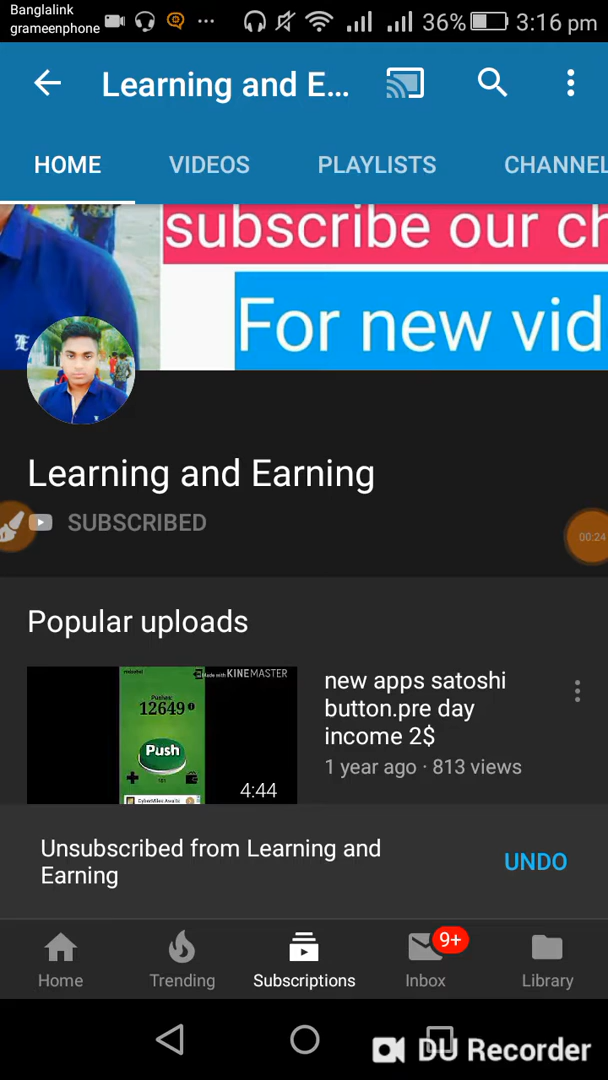 Banglalink
grameenphone
36%
3:16 pm
Learning and E...
HOME
VIDEOS
PLAYLISTS
CHANNEL
subscribe our ch
For new vid
E
Learning and Earning
SUBSCRIBED
00:24
Popular uploads
Made with KINEMASTER
Pushes:
12649
Push
4:44
new apps satoshi
button.pre day
income 2$
1 year ago · 813 views
Unsubscribed from Learning and
Earning
UNDO
9+
Home
Trending
Subscriptions
Inbox
Library
DU Recorder